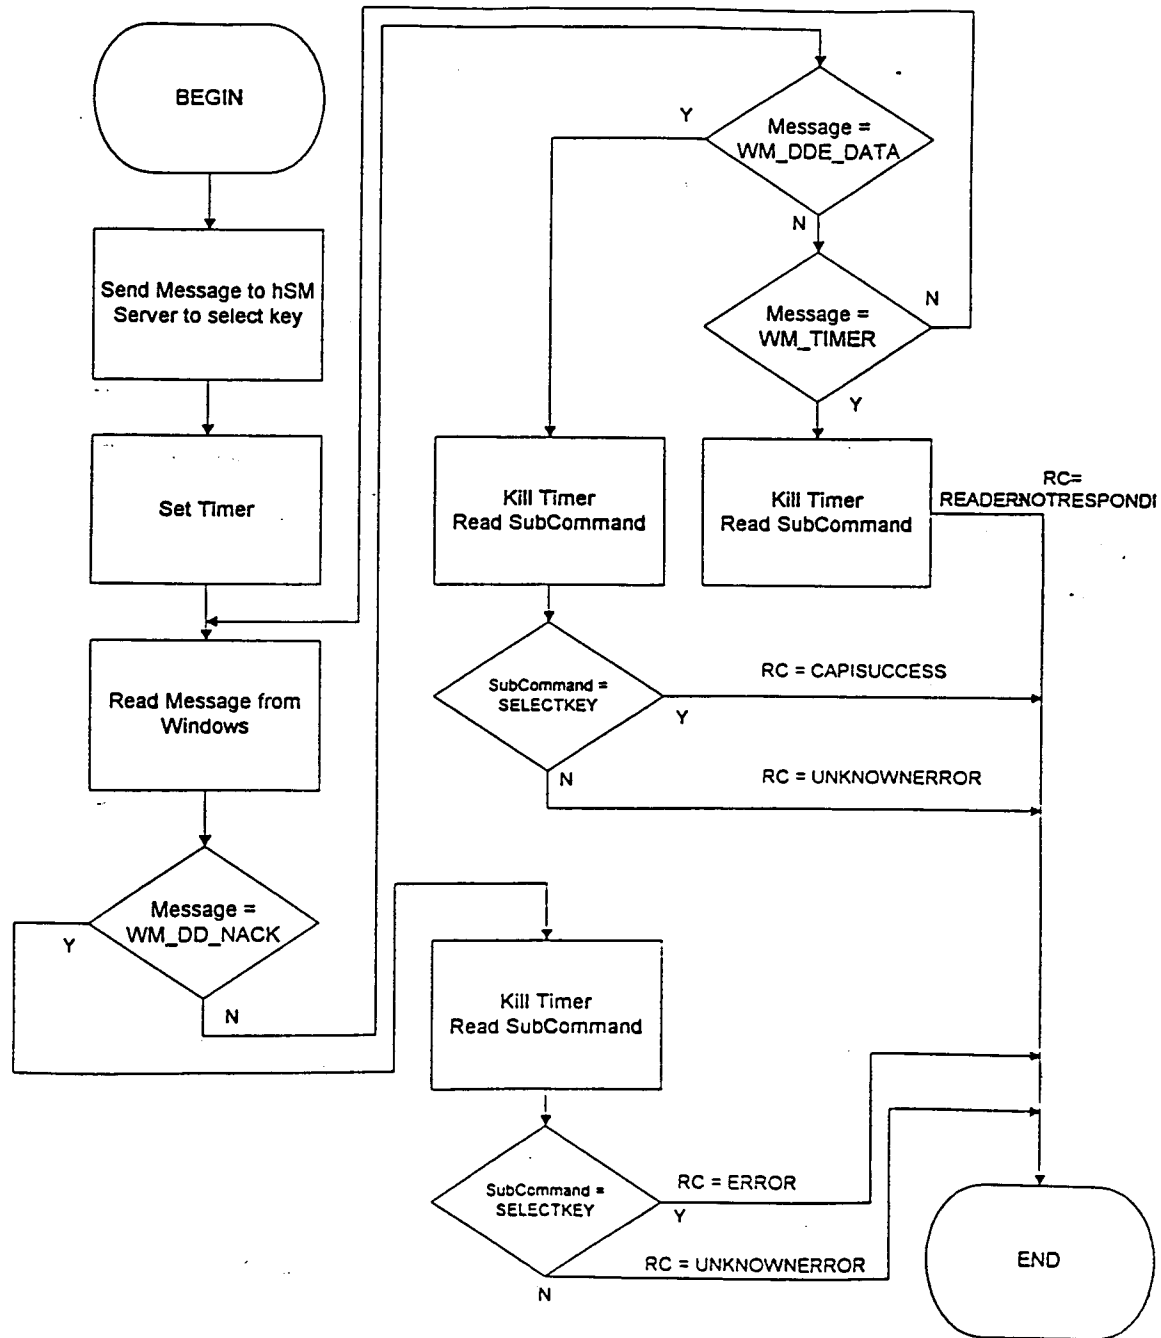 BEGIN
Send Message to hSM
Server to select key
Set Timer
Read Message from
Windows
Message =
WM_DD_NACK
Y
N
Message =
WM_DDE_DATA
Y
N
Message =
WM_TIMER
N
Y
Kill Timer
Read SubCommand
Kill Timer
Read SubCommand
RC=
READERNOTRESPONDI
SubCommand =
SELECTKEY
RC = CAPISUCCESS
Y
N
RC = UNKNOWNERROR
Kill Timer
Read SubCommand
SubCommand =
SELECTKEY
RC = ERROR
Y
RC = UNKNOWNERROR
N
END